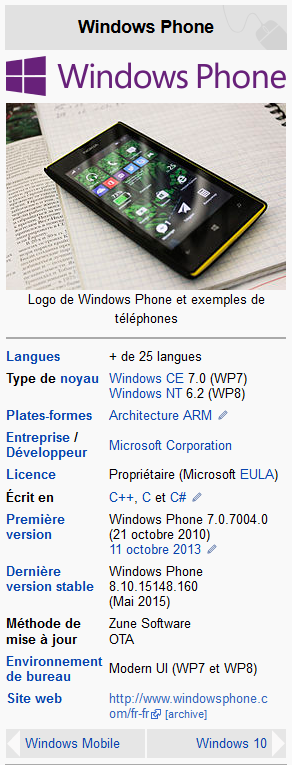 Windows Phone
Windows Phone
Logo de Windows Phone et exemples de
téléphones
Langues + de 25 langues
Type de noyau Windows CE 7.0 (WP7)
Windows NT 6.2 (WP8)
Plates-formes Architecture ARM
Entreprise /
Développeur Microsoft Corporation
Licence Propriétaire (Microsoft EULA)
Écrit en C++, C et C#
Première
version Windows Phone 7.0.7004.0
(21 octobre 2010)
11 octobre 2013
Dernière
version stable Windows Phone
8.10.15148.160
(Mai 2015)
Méthode de
mise à jour Zune Software
OTA
Environnement
de bureau Modern UI (WP7 et WP8)
Site web http://www.windowsphone.c
om/fr-fr [archive]
Windows Mobile Windows 10